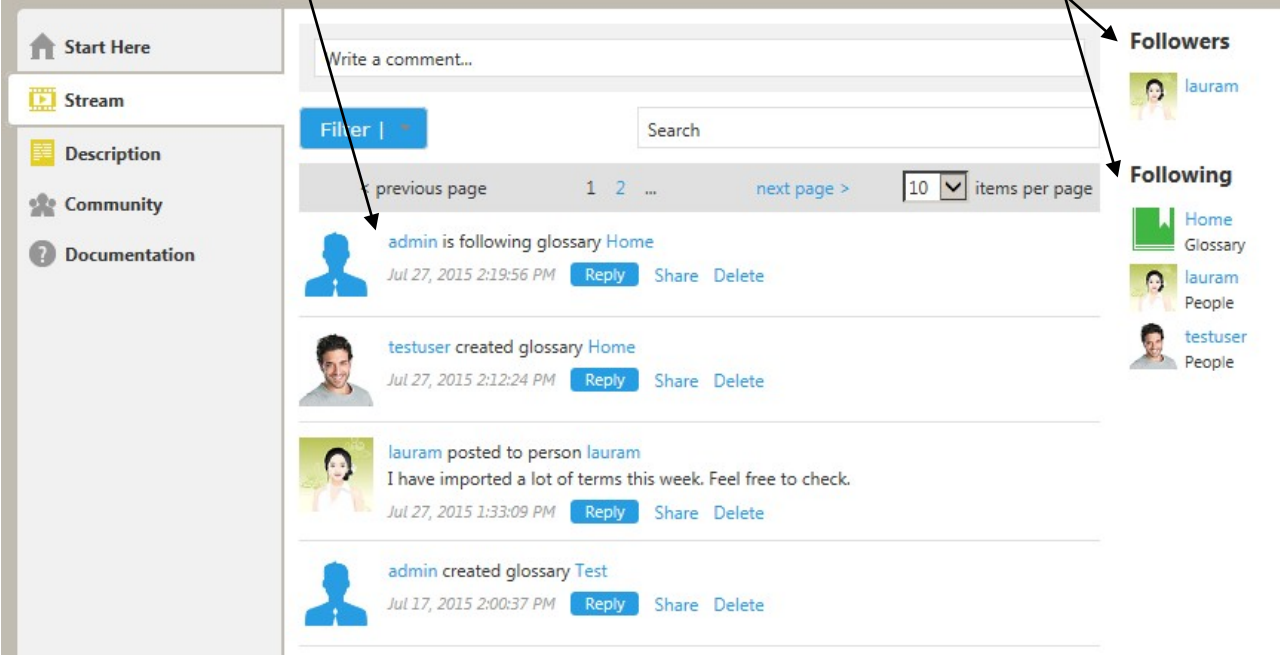 Start Here
Stream
Description
Community
Documentation
Write a comment...
Filter |
Search
< previous page 1 2 ... next page > 10 items per page
admin is following glossary Home
Jul 27, 2015 2:19:56 PM Reply Share Delete
testuser created glossary Home
Jul 27, 2015 2:12:24 PM Reply Share Delete
lauram posted to person lauram
I have imported a lot of terms this week. Feel free to check.
Jul 27, 2015 1:33:09 PM Reply Share Delete
admin created glossary Test
Jul 17, 2015 2:00:37 PM Reply Share Delete
Followers
lauram
Following
Home
Glossary
lauram
People
testuser
People